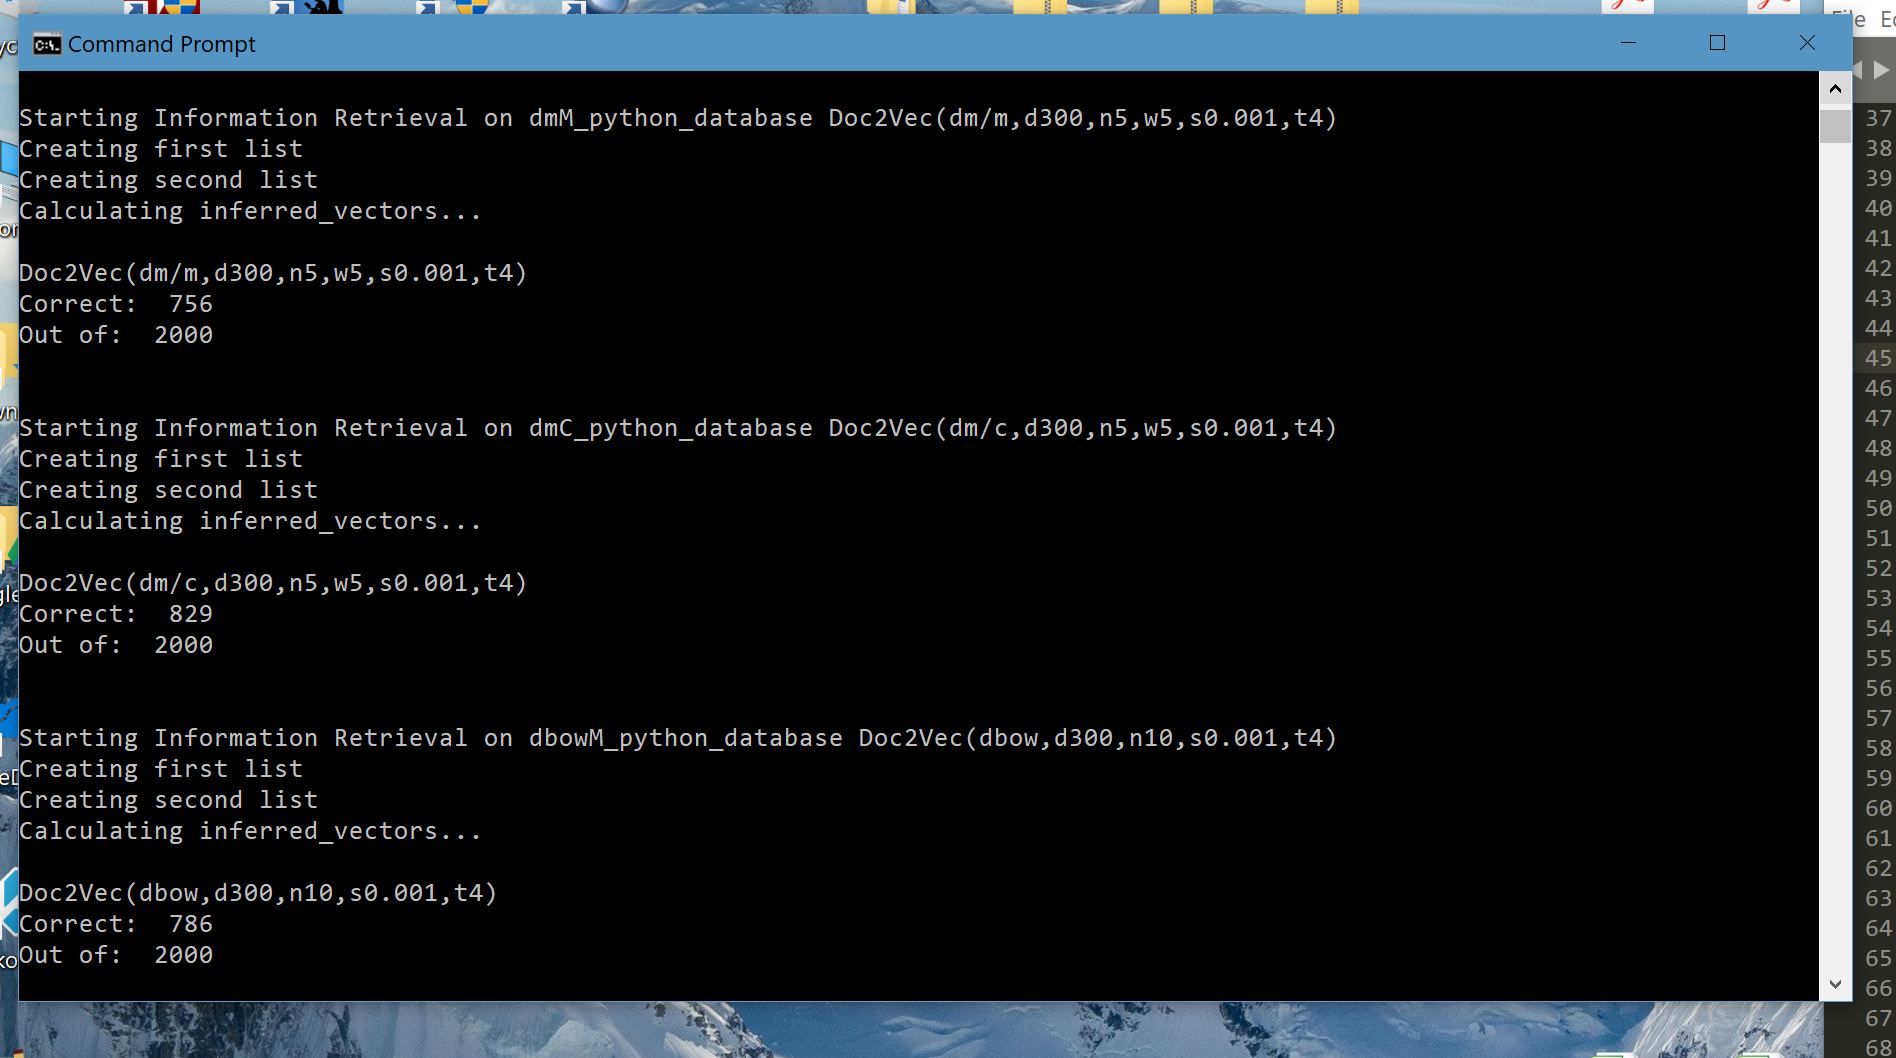 Command Prompt
File
Starting Information Retrieval on dmM_python_database Doc2Vec(dm/m,d300,n5,w5,s0.001,t4)
Creating first list
Creating second list
Calculating inferred_vectors...
Doc2Vec(dm/m,d300,n5,w5,s0.001,t4)
Correct:  756
Out of:  2000
Starting Information Retrieval on dmC_python_database Doc2Vec(dm/c,d300,n5,w5,s0.001,t4)
Creating first list
Creating second list
Calculating inferred_vectors...
Doc2Vec(dm/c,d300,n5,w5,s0.001,t4)
Correct:  829
Out of:  2000
Starting Information Retrieval on dbowM_python_database Doc2Vec(dbow,d300,n10,s0.001,t4)
Creating first list
Creating second list
Calculating inferred_vectors...
Doc2Vec(dbow,d300,n10,s0.001,t4)
Correct:  786
Out of:  2000
37
38
39
40
41
42
43
44
45
46
47
48
49
50
51
52
53
54
55
56
57
58
59
60
61
62
63
64
65
66
67
68